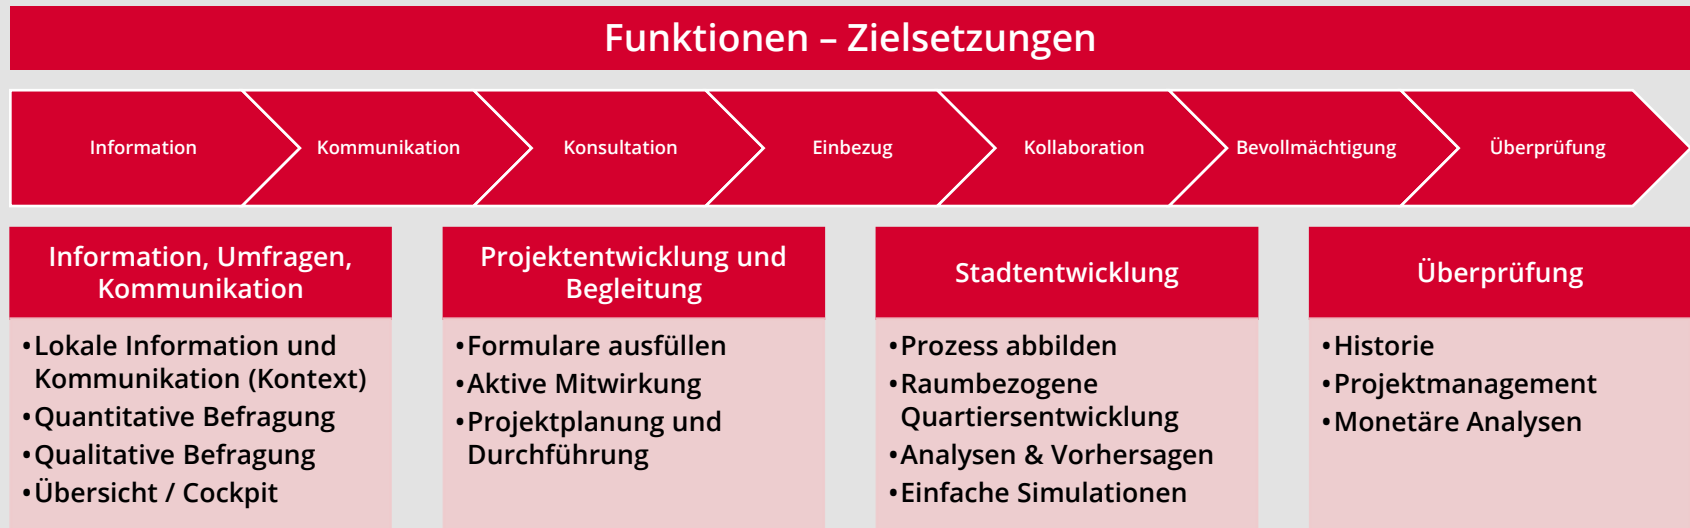 Funktionen – Zielsetzungen
Information
Kommunikation
Konsultation
Einbezug
Kollaboration
Bevollmächtigung
Überprüfung
Information, Umfragen,
Kommunikation
•Lokale Information und
Kommunikation (Kontext)
•Quantitative Befragung
•Qualitative Befragung
•Übersicht / Cockpit
Projektentwicklung und
Begleitung
•Formulare ausfüllen
•Aktive Mitwirkung
•Projektplanung und
Durchführung
Stadtentwicklung
•Prozess abbilden
•Raumbezogene
Quartiersentwicklung
•Analysen & Vorhersagen
•Einfache Simulationen
Überprüfung
•Historie
•Projektmanagement
•Monetäre Analysen